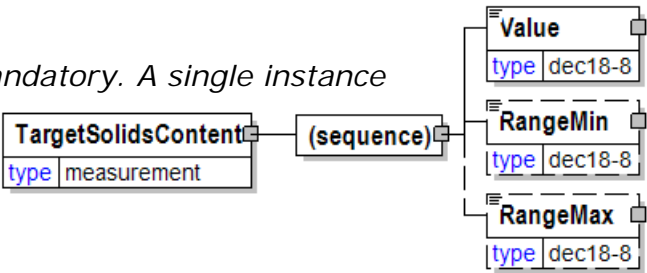 Value
type dec18-8
ndatory. A single instance
RangeMin
type dec18-8
TargetSolidsContent
type measurement
(sequence)
RangeMax
type dec18-8